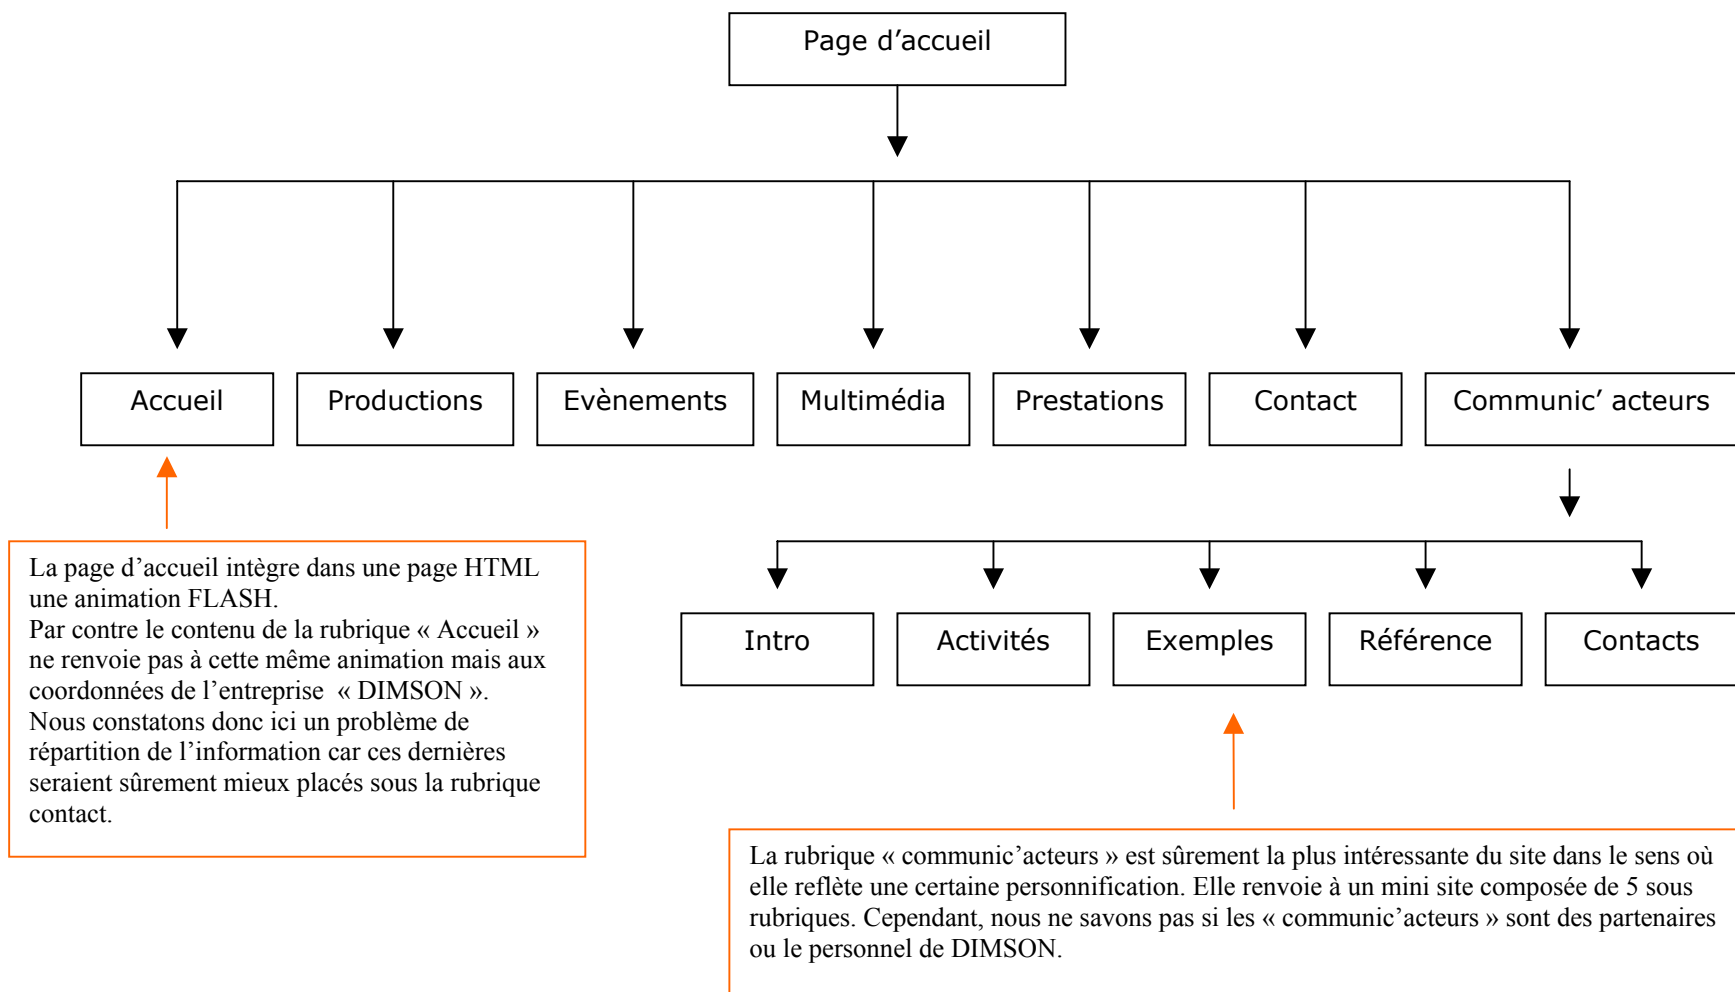 Page d’accueil
Accueil
Productions
Evènements
Multimédia
Prestations
Contact
Communic’ acteurs
La page d’accueil intègre dans une page HTML
une animation FLASH.
Par contre le contenu de la rubrique « Accueil »
ne renvoie pas à cette même animation mais aux
coordonnées de l’entreprise « DIMSON ».
Nous constatons donc ici un problème de
répartition de l’information car ces dernières
seraient sûrement mieux placés sous la rubrique
contact.
Intro
Activités
Exemples
Référence
Contacts
La rubrique « communic’acteurs » est sûrement la plus intéressante du site dans le sens où
elle reflète une certaine personnification. Elle renvoie à un mini site composée de 5 sous
rubriques. Cependant, nous ne savons pas si les « communic’acteurs » sont des partenaires
ou le personnel de DIMSON.